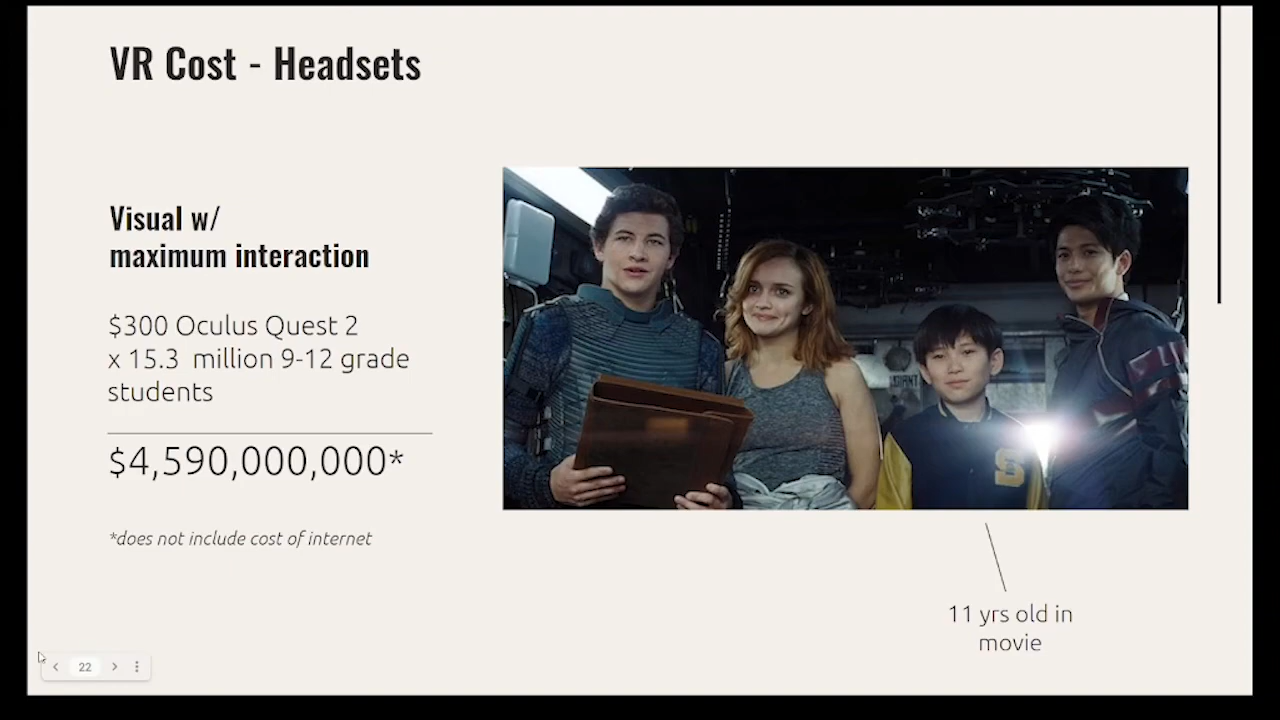 VR Cost - Headsets
Visual w/
maximum interaction
$300 Oculus Quest 2
x 15.3 million 9-12 grade
students
$4,590,000,000*
*does not include cost of internet
S
11 yrs old in
movie
22